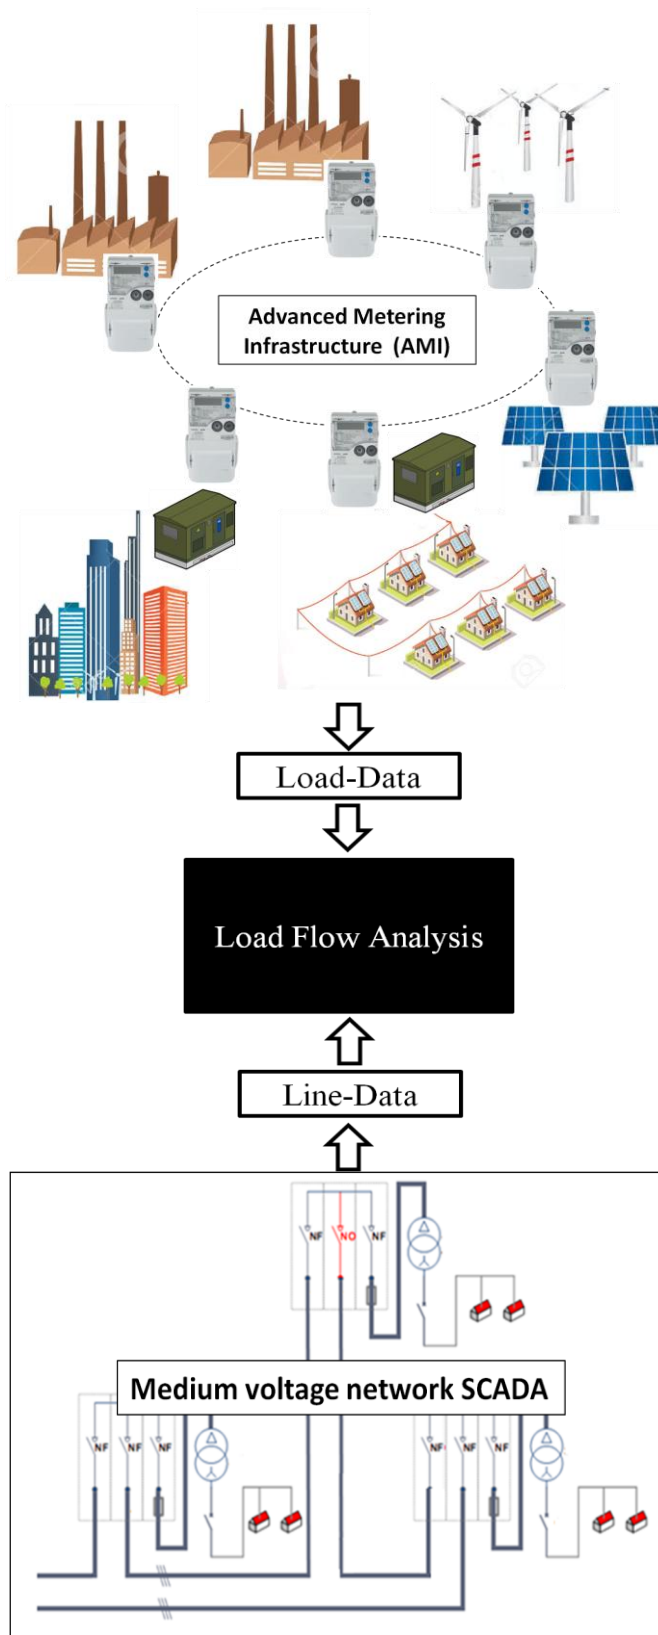 Advanced Metering
Infrastructure (AMI)
Load-Data
Load Flow Analysis
Line-Data
NF NO NF
Medium voltage network SCADA
NF NF NF
NF NF NF